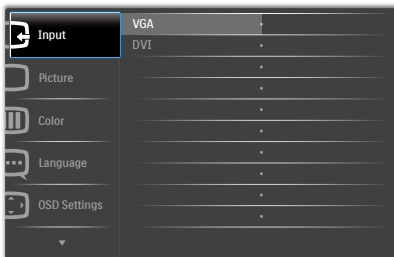 Input
VGA
DVI
Picture
Color
Language
OSD Settings